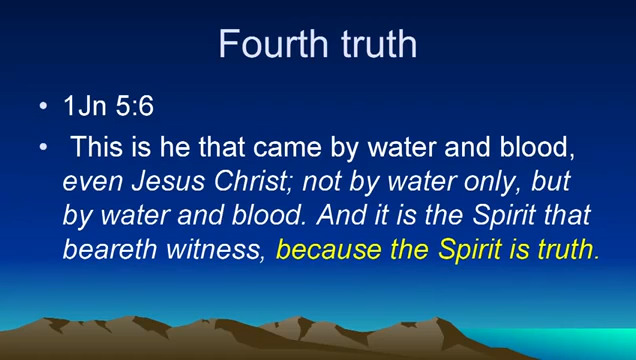 Fourth truth
• 1Jn 5:6
• This is he that came by water and blood,
even Jesus Christ; not by water only, but
by water and blood. And it is the Spirit that
beareth witness, because the Spirit is truth.